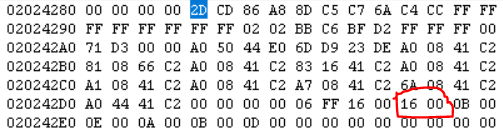 02024280 00 00 00 00 2D CD 86 A8 8D C5 C7 6A C4 CC FF FF
02024290 FF FF FF FF FF FF 02 02 BB C6 BF D2 FF FF FF 00
020242A0 71 D3 00 00 A0 50 44 E0 6D D9 23 DE A0 08 41 C2
020242B0 81 08 66 C2 A0 08 41 C2 83 16 41 C2 A0 08 41 C2
020242C0 A1 08 41 C2 A0 08 41 C2 A7 08 41 C2 6A 08 41 C2
020242D0 A0 44 41 C2 00 00 00 00 06 FF 16 00 16 00 0B 00
020242E0 0E 00 0A 00 0B 00 0D 00 00 00 00 00 00 00 00 00